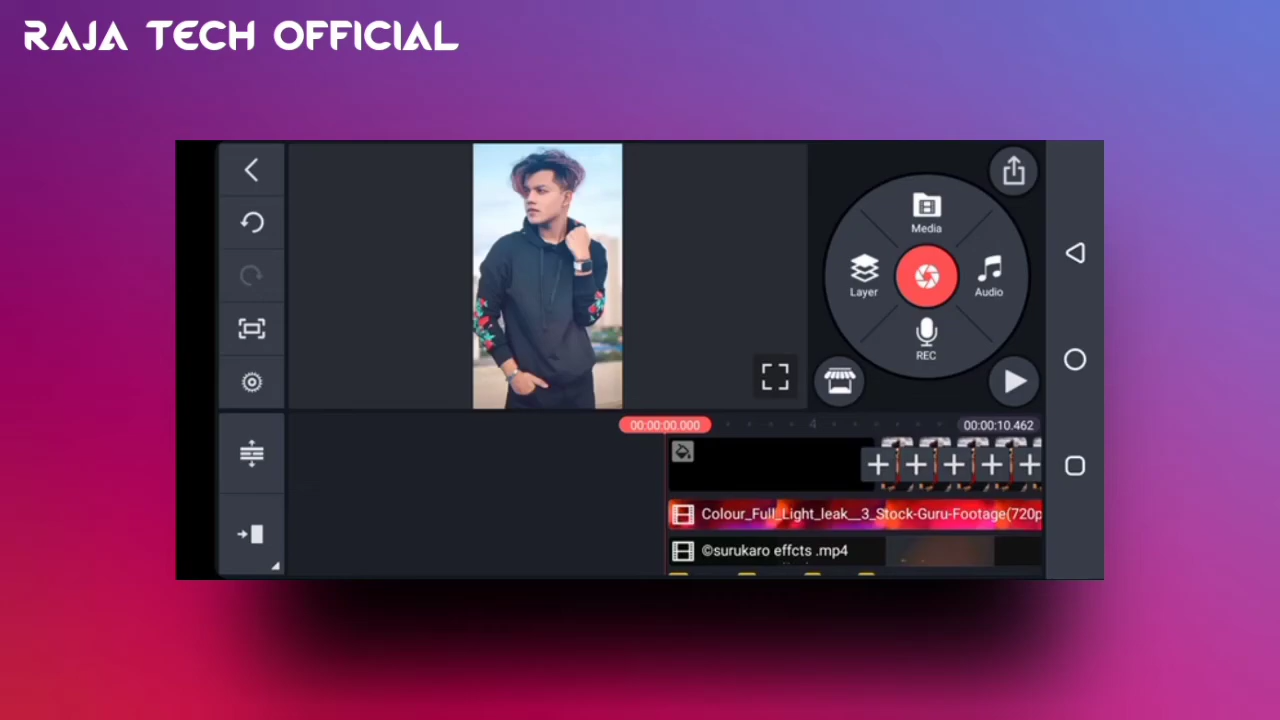 RAJA TECH OFFICIAL
Media
Layer
Audio
REC
00:00:00.000
4
00:00:10.462
Colour_Full_Light_leak__3_Stock-Guru-Footage(720p
©surukaro effcts .mp4